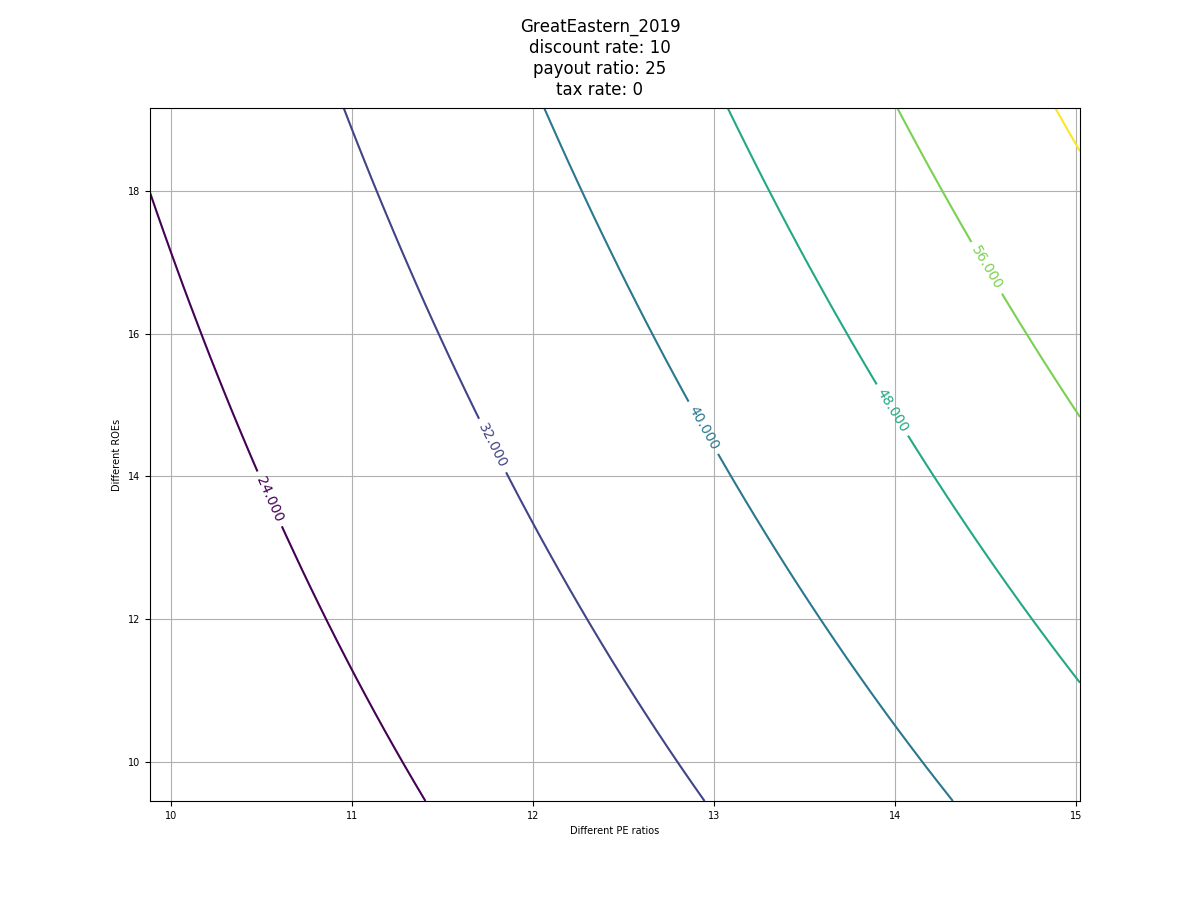 GreatEastern_2019
discount rate: 10
payout ratio: 25
tax rate: 0
18
16
14
12
10
Different ROEs
24.000
32.000
40.000
48.000
56.000
10
11
12
13
14
15
Different PE ratios